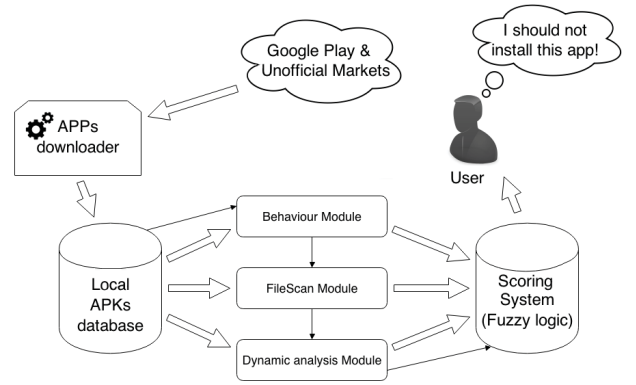 Google Play &
Unofficial Markets
I should not
install this app!
APPs
downloader
User
Behaviour Module
Local
APKs
database
FileScan Module
Scoring
System
(Fuzzy logic)
Dynamic analysis Module